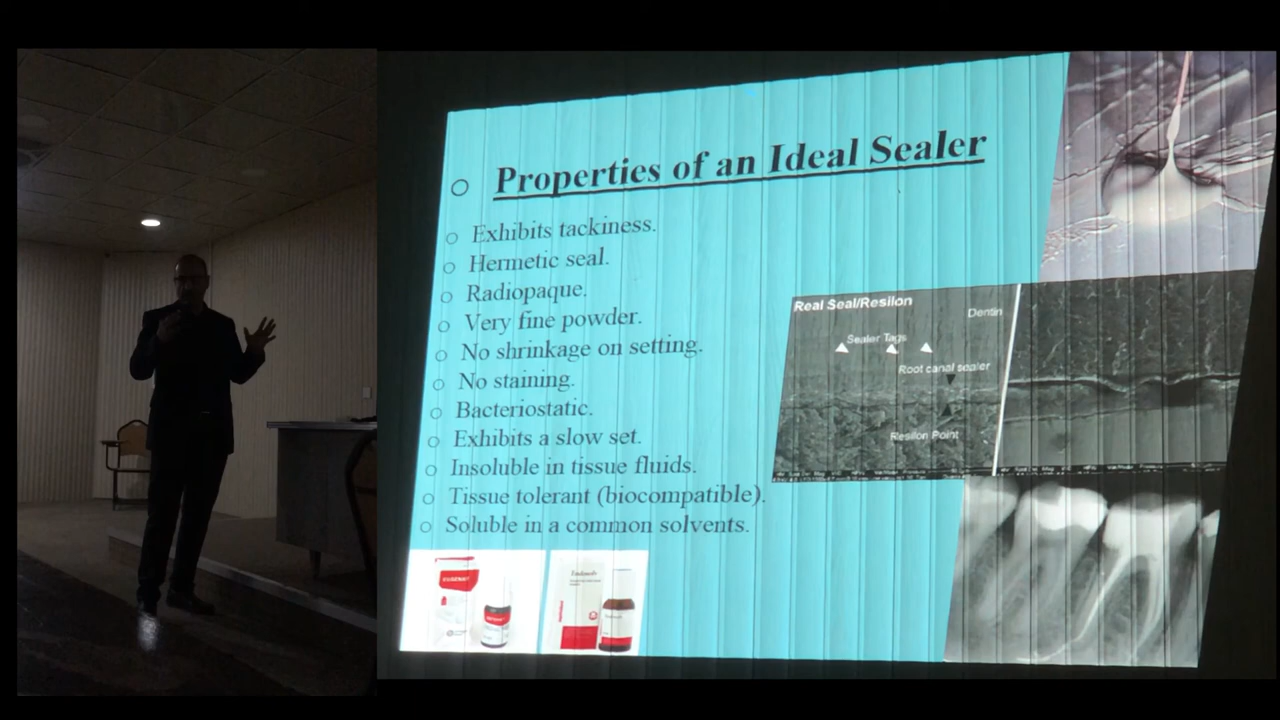 Properties of an Ideal Sealer
Exhibits tackiness.
Hermetic seal.
Radiopaque.
Very fine powder.
No shrinkage on setting.
No staining.
Bacteriostatic.
Exhibits a slow set.
Insoluble in tissue fluids.
Tissue tolerant (biocompatible).
Soluble in a common solvents.
Real Seal/Resilon
Dentin
Sealer Tags
Root canal sealer
Resilon Point